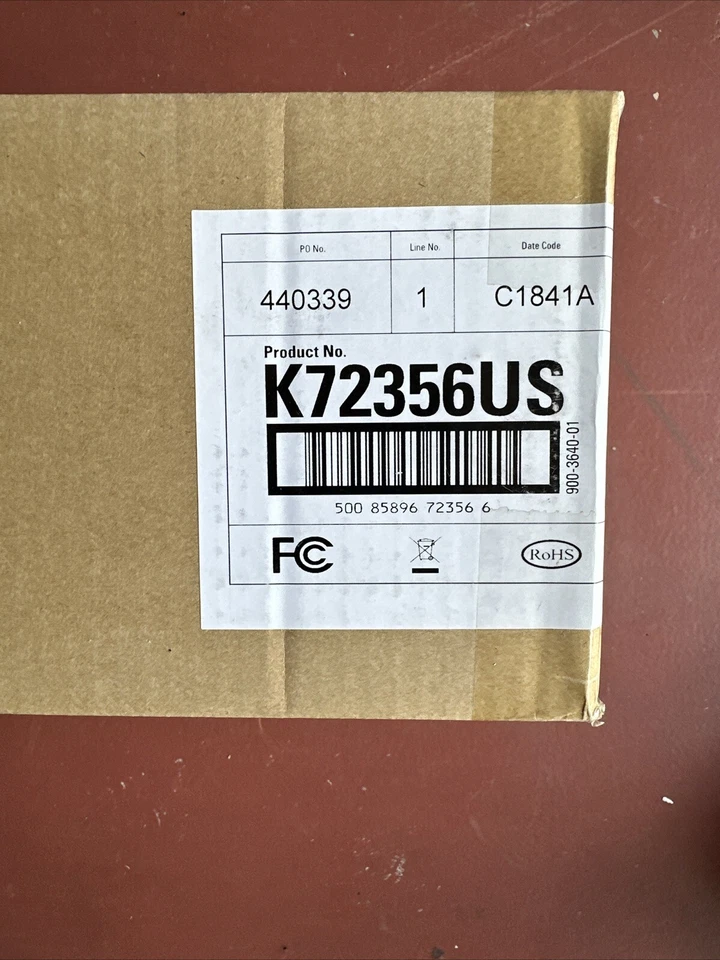 PO No. Line No. Date Code
440339 1 C1841A
Product No.
K72356US
900-3640-01
500 85896 72356 6
FC RoHS